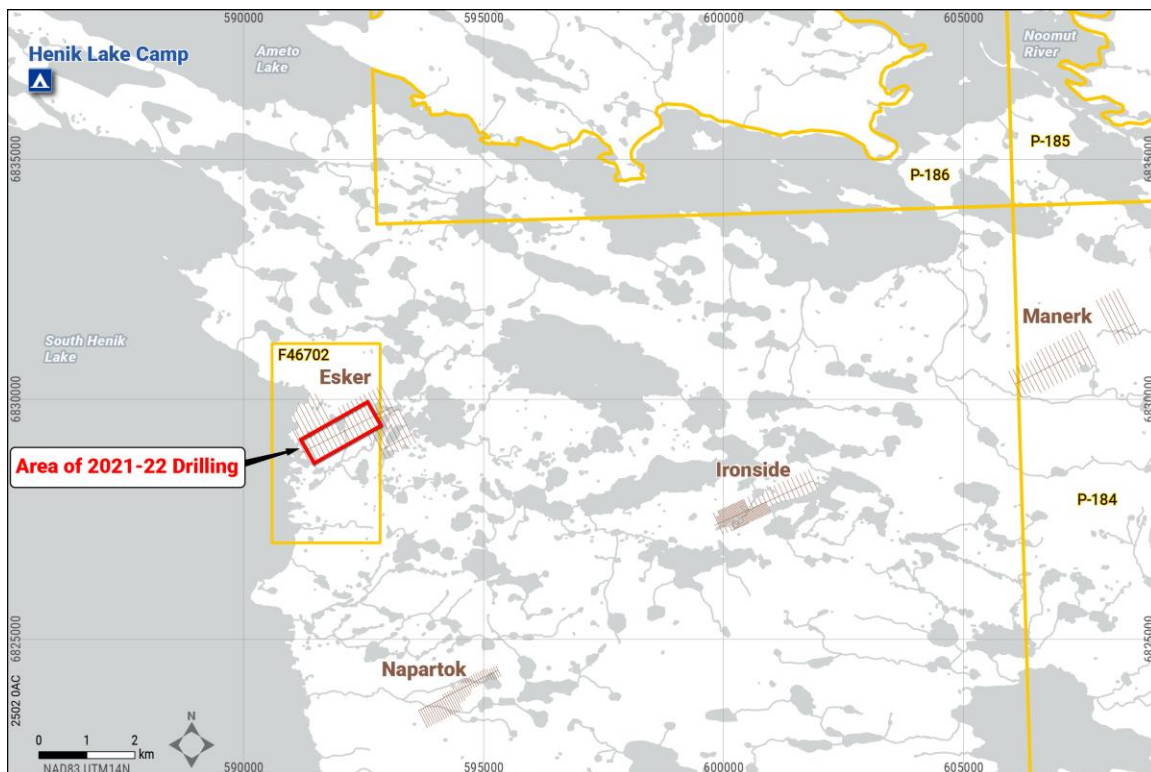 590000
595000
600000
605000
Henik Lake Camp
Ameto
Lake
Noomut
River
6835000
6835000
P-185
P-186
South Henik
Lake
Manerk
F46702
Esker
6830000
6830000
Area of 2021-22 Drilling
Ironside
P-184
6825000
6825000
Napartok
2502 0AC
N
0 1 2
km
NAD83 UTM14N
590000
595000
600000
605000